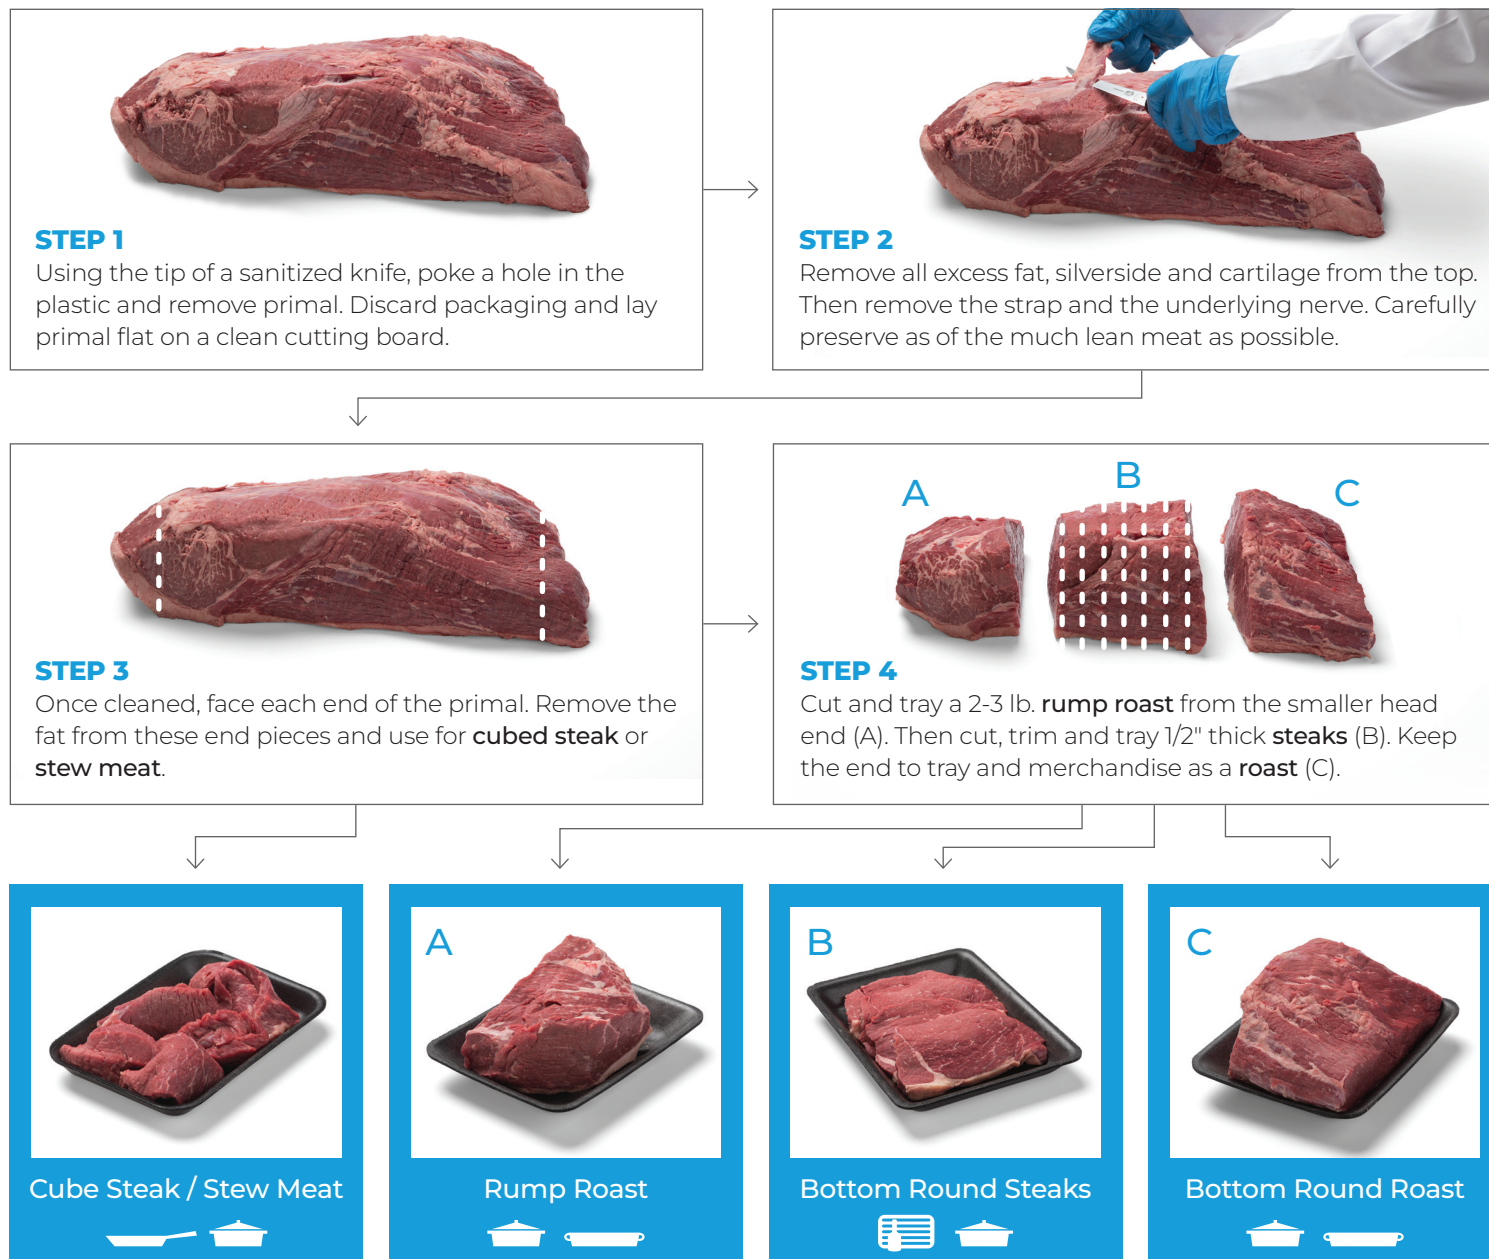 STEP 1
Using the tip of a sanitized knife, poke a hole in the
plastic and remove primal. Discard packaging and lay
primal flat on a clean cutting board.
STEP 2
Remove all excess fat, silverside and cartilage from the top.
Then remove the strap and the underlying nerve. Carefully
preserve as of the much lean meat as possible.
STEP 3
Once cleaned, face each end of the primal. Remove the
fat from these end pieces and use for cubed steak or
stew meat.
A
B
C
STEP 4
Cut and tray a 2-3 lb. rump roast from the smaller head
end (A). Then cut, trim and tray 1/2" thick steaks (B). Keep
the end to tray and merchandise as a roast (C).
Cube Steak / Stew Meat
A
Rump Roast
B
Bottom Round Steaks
C
Bottom Round Roast